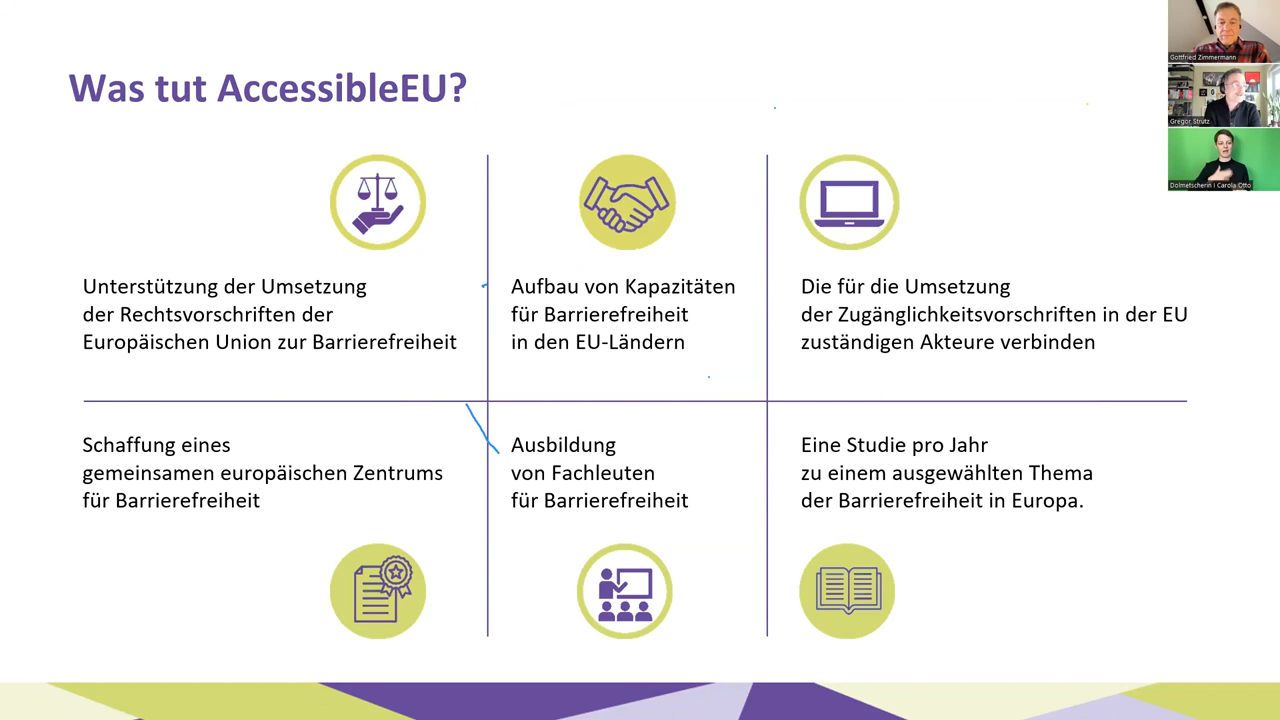 Was tut AccessibleEU?
Unterstützung der Umsetzung
der Rechtsvorschriften der
Europäischen Union zur Barrierefreiheit
Aufbau von Kapazitäten
für Barrierefreiheit
in den EU-Ländern
Die für die Umsetzung
der Zugänglichkeitsvorschriften in der EU
zuständigen Akteure verbinden
Schaffung eines
gemeinsamen europäischen Zentrums
für Barrierefreiheit
Ausbildung
von Fachleuten
für Barrierefreiheit
Eine Studie pro Jahr
zu einem ausgewählten Thema
der Barrierefreiheit in Europa.
Gottfried Zimmermann
Gregor Strutz
Dolmetscherin I Carola Otto